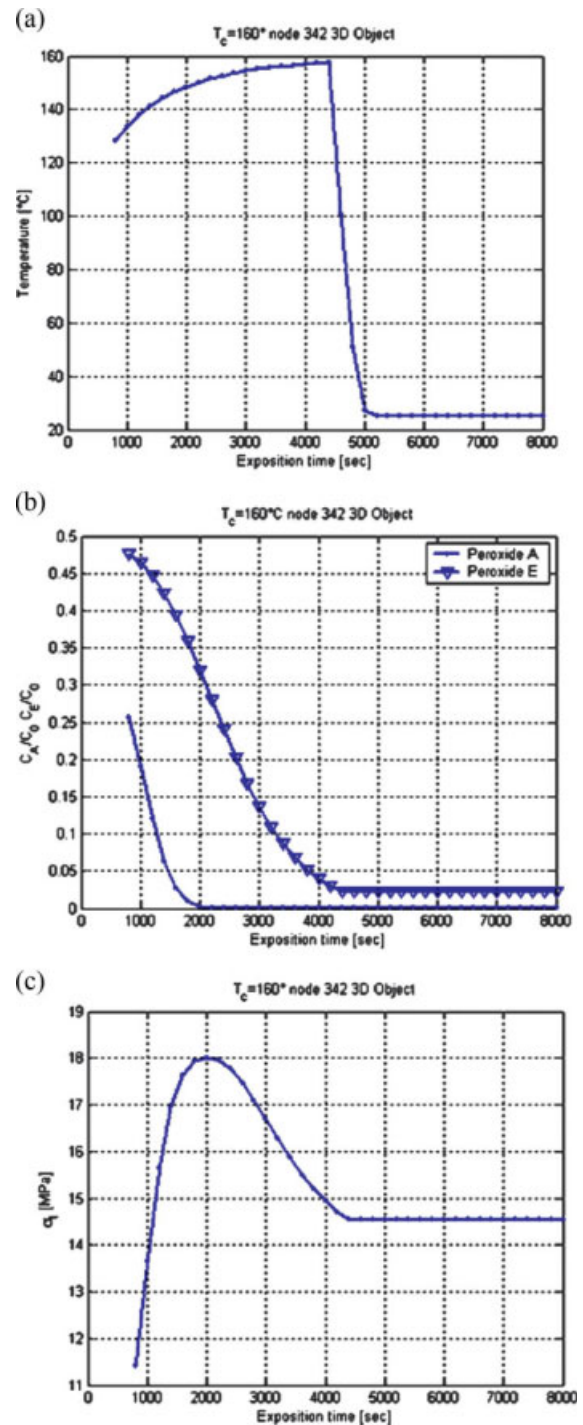 (a)
T_c=160° node 342 3D Object
160
140
120
100
80
60
40
20
Temperature [°C]
0 1000 2000 3000 4000 5000 6000 7000 8000
Exposition time [sec]
(b)
T_c=160°C node 342 3D Object
0.5
0.45
0.4
0.35
0.3
0.25
0.2
0.15
0.1
0.05
0
C_A/C_0 C_E/C_0
Peroxide A
Peroxide E
0 1000 2000 3000 4000 5000 6000 7000 8000
Exposition time [sec]
(c)
T_c=160° node 342 3D Object
19
18
17
16
15
14
13
12
11
[MPa]
0 1000 2000 3000 4000 5000 6000 7000 8000
Exposition time [sec]